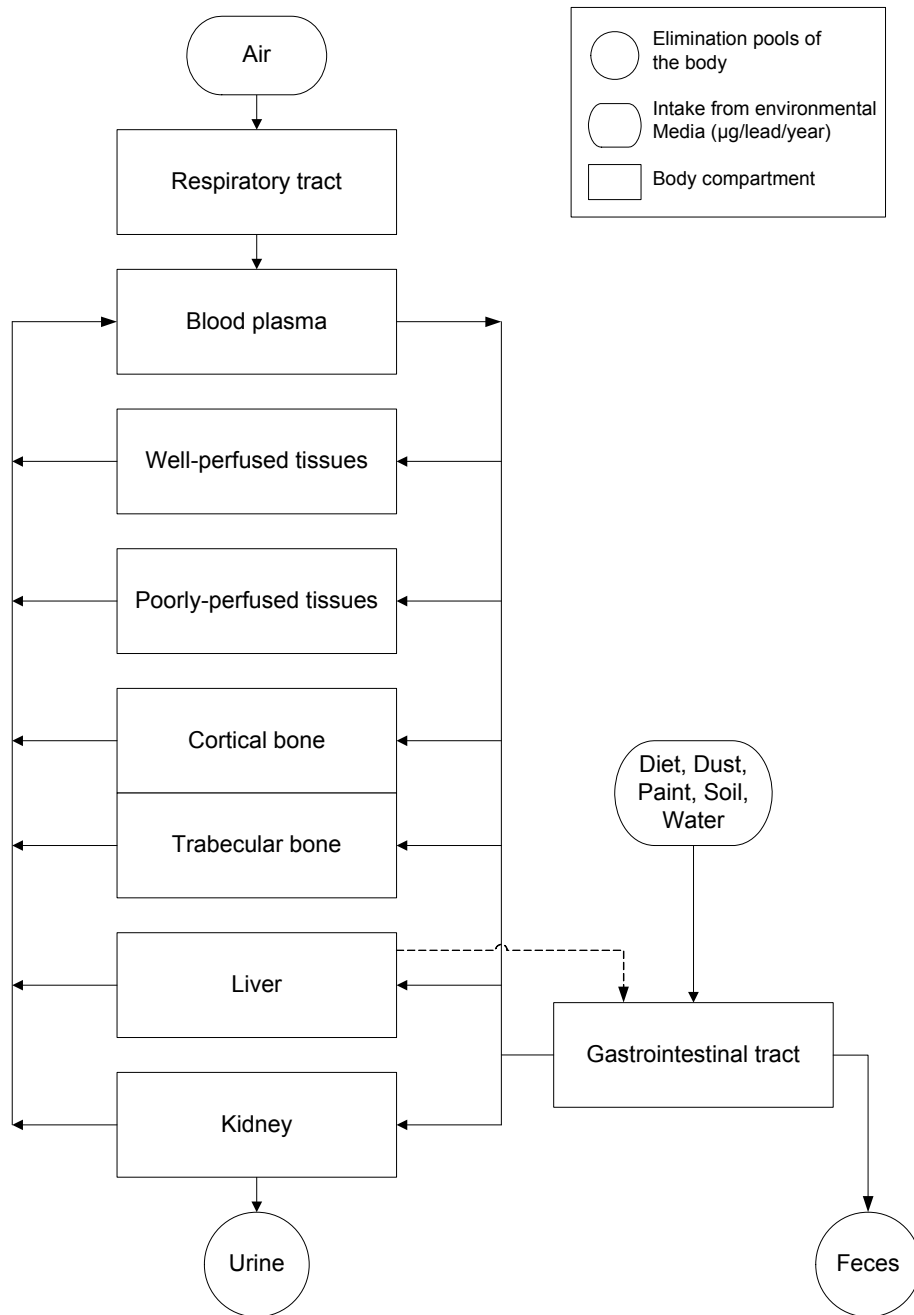 Air
Elimination pools of
the body
Intake from environmental
Media (µg/lead/year)
Body compartment
Respiratory tract
Blood plasma
Well-perfused tissues
Poorly-perfused tissues
Cortical bone
Diet, Dust,
Paint, Soil,
Water
Trabecular bone
Liver
Gastrointestinal tract
Kidney
Urine
Feces